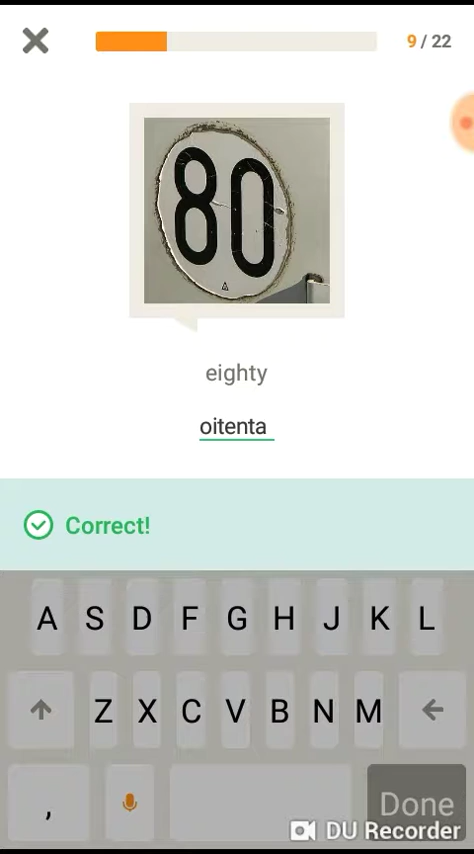 9 / 22
80
eighty
oitenta
Correct!
A S D F G H J K L
Z X C V B N M
, Done
DU Recorder